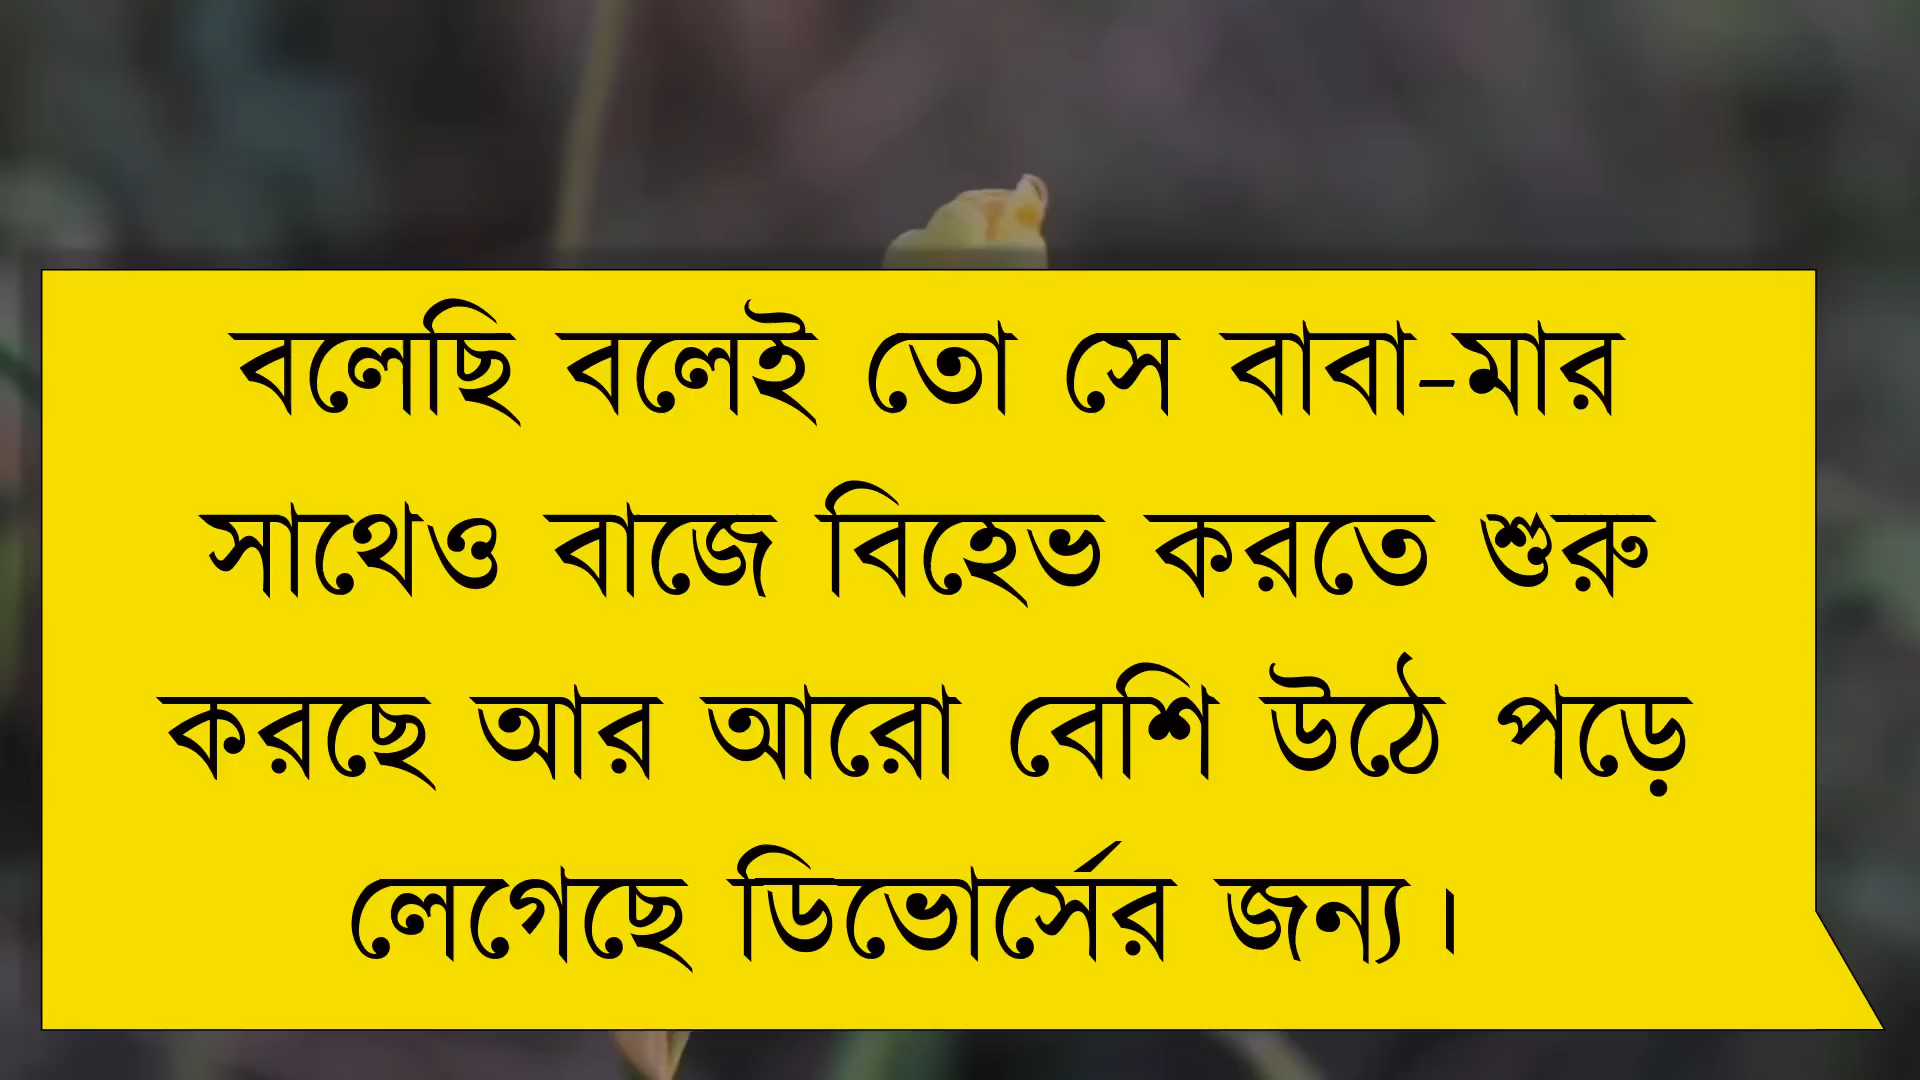 বলেছি বলেই তো সে বাবা-মার
সাথেও বাজে বিহেভ করতে শুরু
করছে আর আরো বেশি উঠে পড়ে
লেগেছে ডিভোর্সের জন্য।